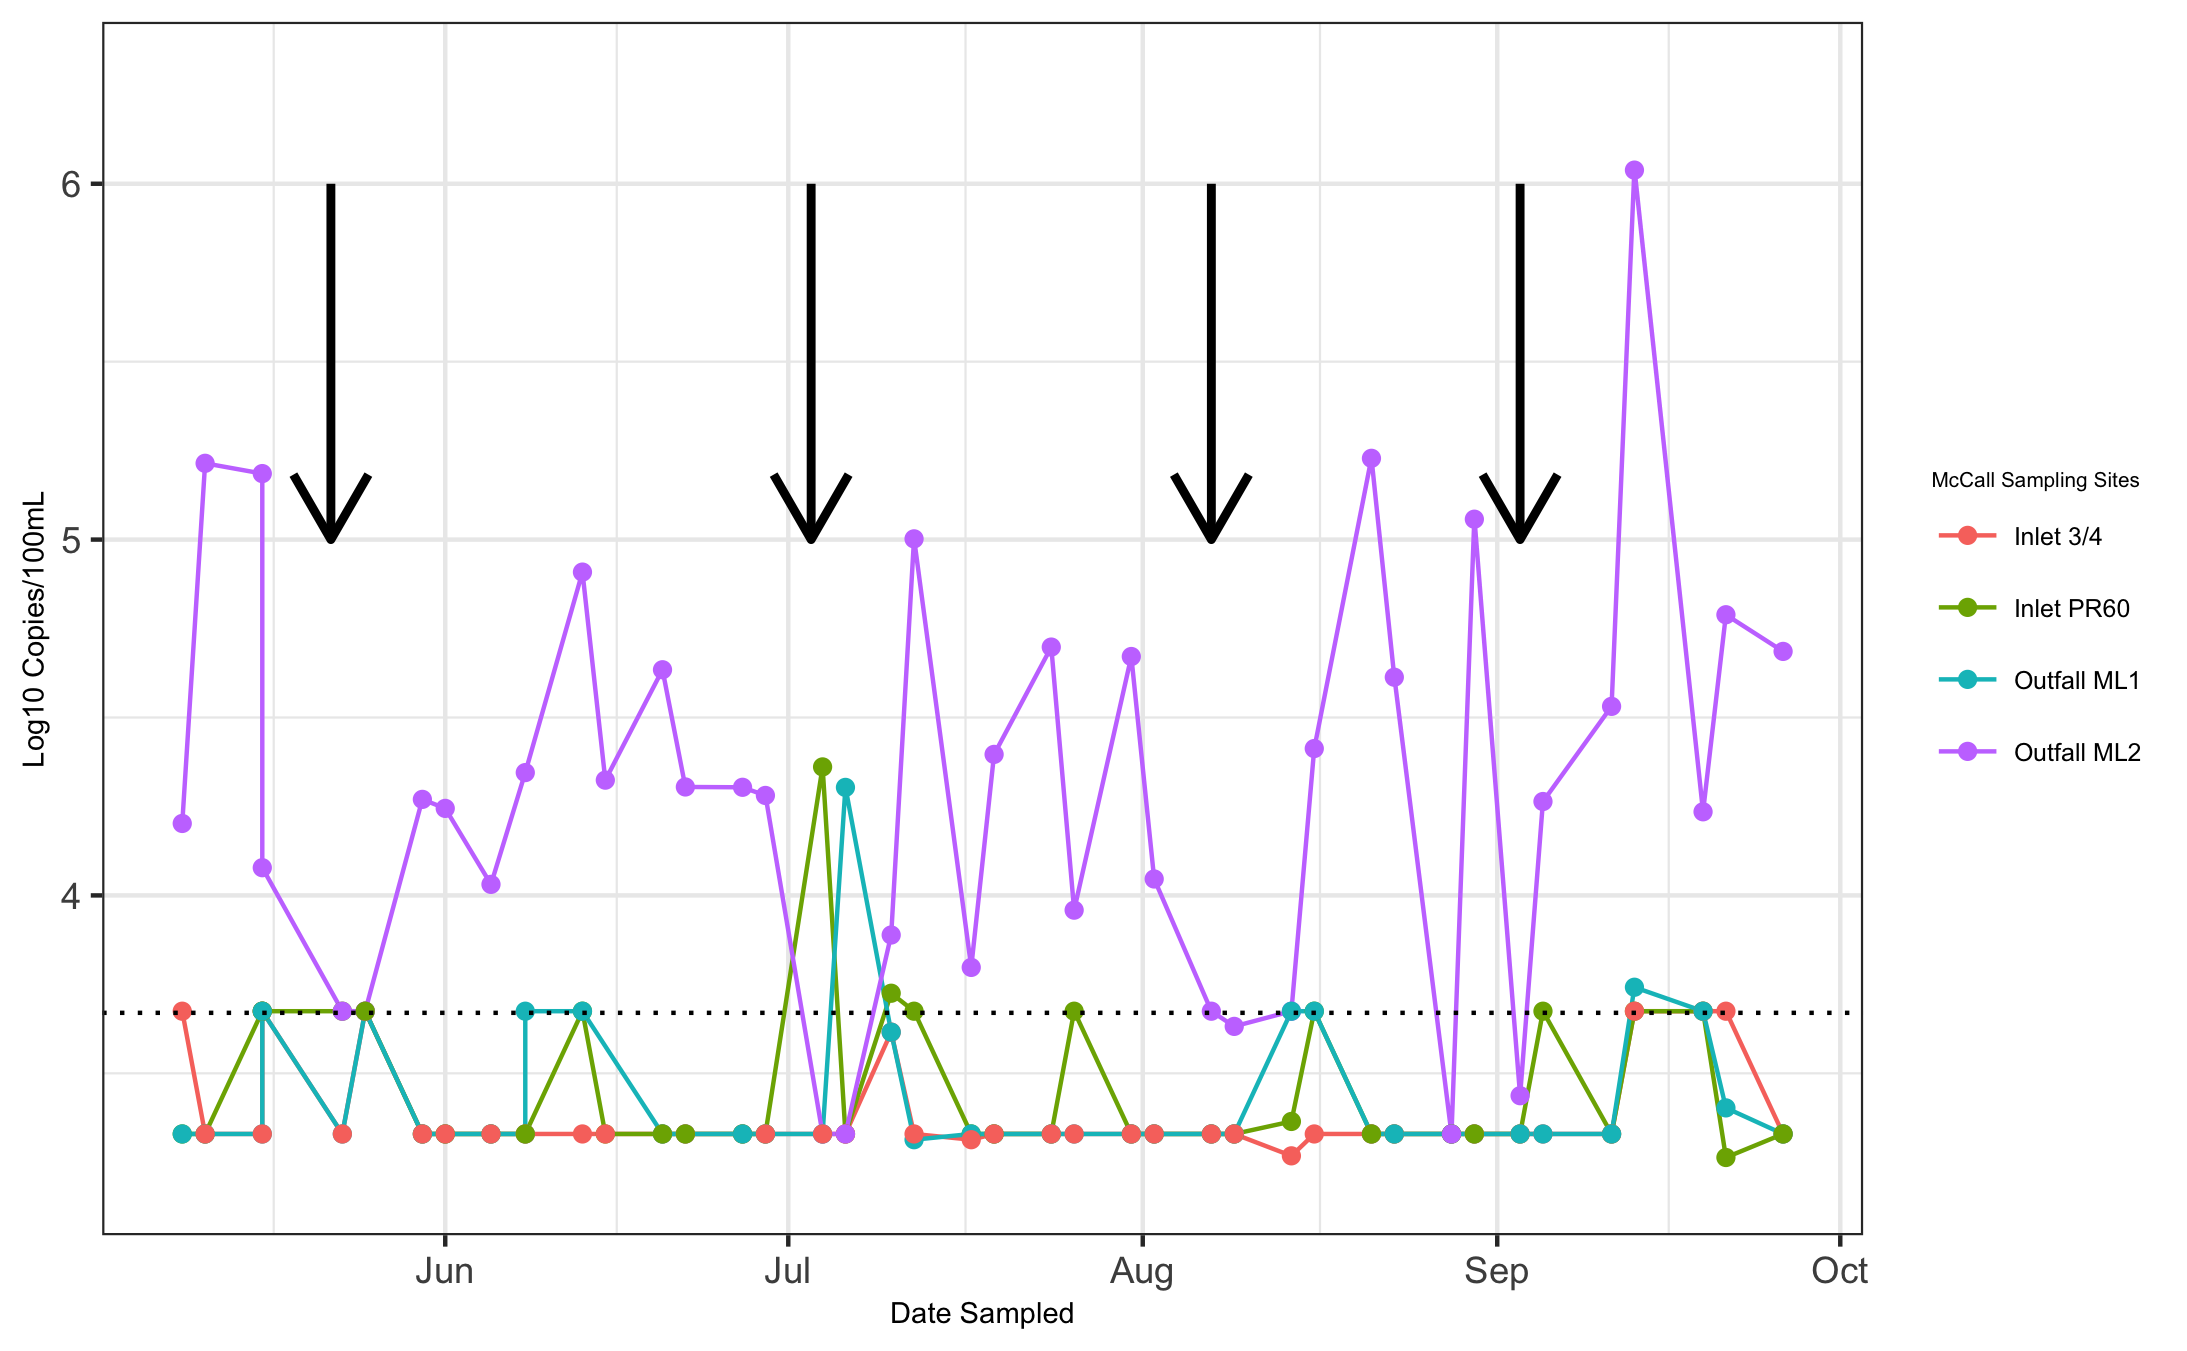 6
5
4
Log10 Copies/100mL
Jun
Jul
Aug
Sep
Oct
Date Sampled
McCall Sampling Sites
Inlet 3/4
Inlet PR60
Outfall ML1
Outfall ML2